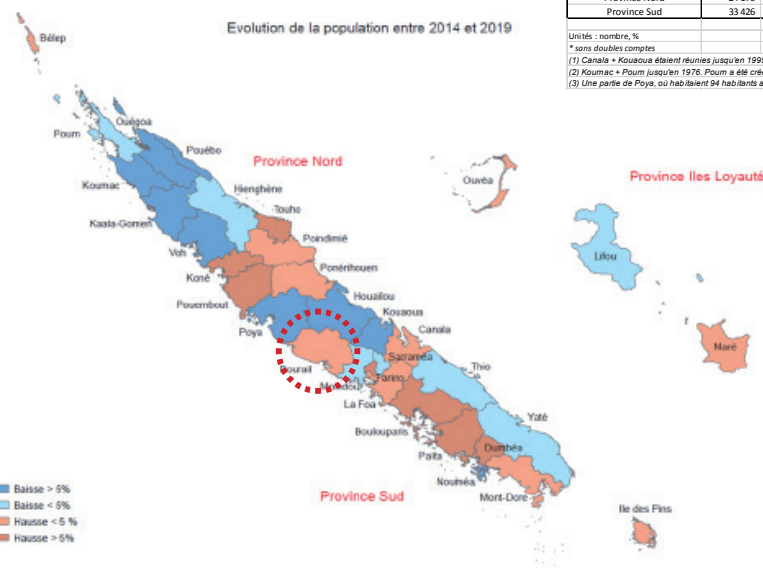 Province Sud 33 426
Unités : nombre, %
* sans doubles comptes
(1) Canala + Kouaoua étaient réunies jusqu'en 1995
(2) Koumac + Poum jusqu'en 1976. Poum a été cré
(3) Une partie de Poya, où habitaient 94 habitants a
Evolution de la population entre 2014 et 2019
Bélep
Ouégoa
Poum
Pouébo
Province Nord
Ouvéa
Province Iles Loyauté
Koumac
Hienghène
Touho
Kaala-Gomen
Poindimié
Voh
Lifou
Koné
Ponérihouen
Pouembout
Houaïlou
Kouaoua
Poya
Canala
Maré
Sarraméa
Bourail
Thio
Farino
Moindou
La Foa
Yaté
Boulouparis
Dumbéa
Païta
Nouméa
Province Sud
Mont-Dore
Ile des Pins
Baisse > 5%
Baisse < 5%
Hausse < 5 %
Hausse > 5%